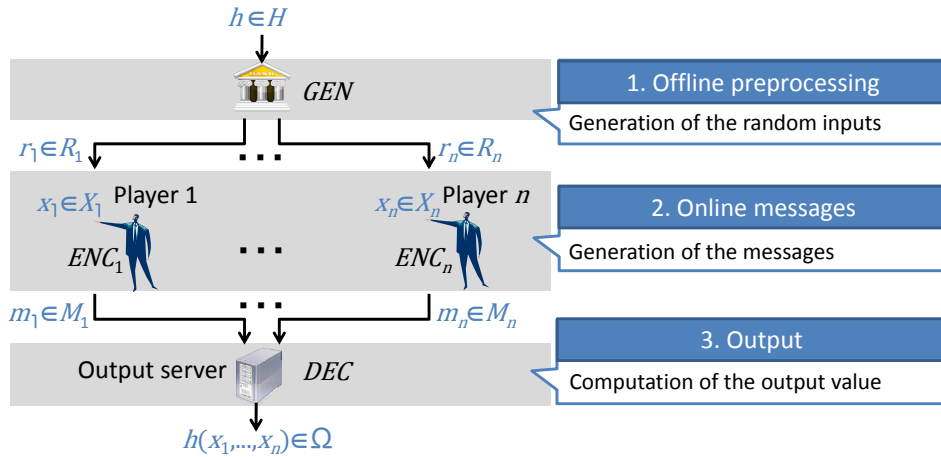 h∈H
BANK
GEN
1. Offline preprocessing
Generation of the random inputs
r₁∈R₁
...
rₙ∈Rₙ
Player 1
Player n
x₁∈X₁
xₙ∈Xₙ
2. Online messages
Generation of the messages
ENC₁
...
ENCₙ
m₁∈M₁
...
mₙ∈Mₙ
3. Output
Output server
DEC
Computation of the output value
h(x₁,...,xₙ)∈Ω